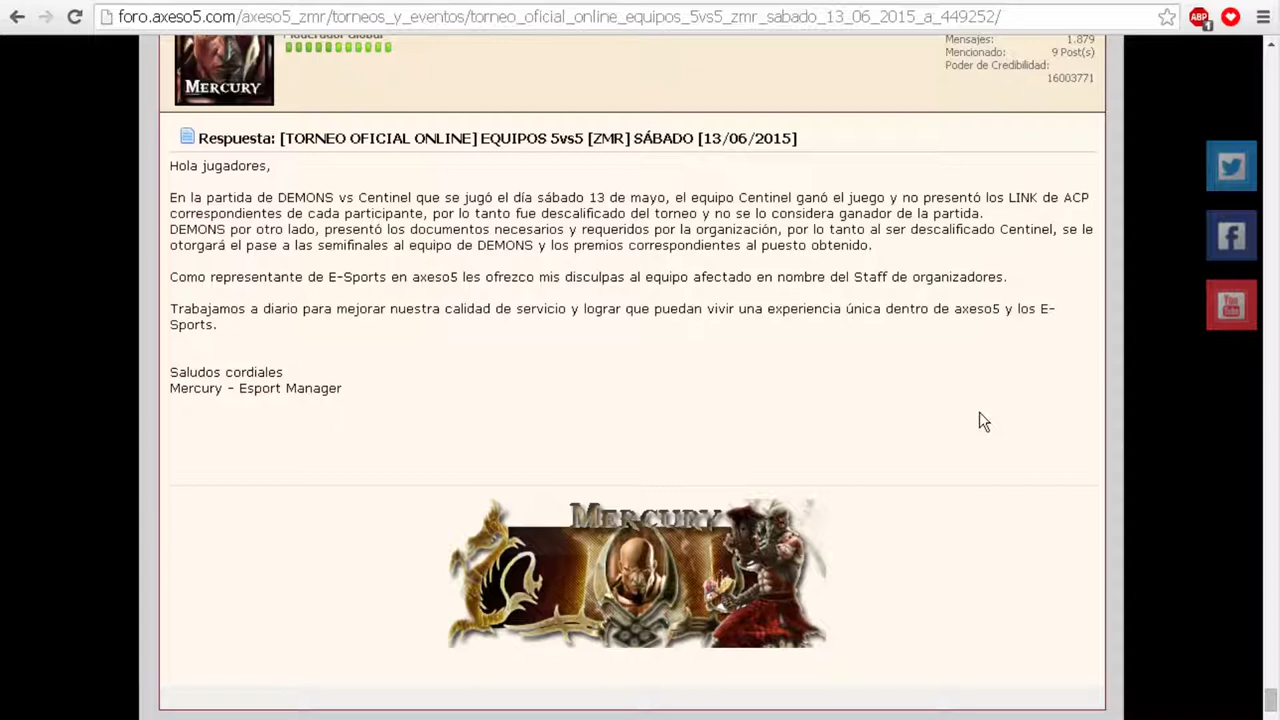 foro.axeso5.com/axeso5_zmr/torneos_y_eventos/torneo_oficial_online_equipos_5vs5_zmr_sabado_13_06_2015_a_449252/
ABP
1
Moderador Global
Mensajes: 1.879
Mencionado: 9 Post(s)
Poder de Credibilidad:
16003771
MERCURY
Respuesta: [TORNEO OFICIAL ONLINE] EQUIPOS 5vs5 [ZMR] SÁBADO [13/06/2015]
Hola jugadores,
En la partida de DEMONS vs Centinel que se jugó el día sábado 13 de mayo, el equipo Centinel ganó el juego y no presentó los LINK de ACP
correspondientes de cada participante, por lo tanto fue descalificado del torneo y no se lo considera ganador de la partida.
DEMONS por otro lado, presentó los documentos necesarios y requeridos por la organización, por lo tanto al ser descalificado Centinel, se le
otorgará el pase a las semifinales al equipo de DEMONS y los premios correspondientes al puesto obtenido.
Como representante de E-Sports en axeso5 les ofrezco mis disculpas al equipo afectado en nombre del Staff de organizadores.
Trabajamos a diario para mejorar nuestra calidad de servicio y lograr que puedan vivir una experiencia única dentro de axeso5 y los E-
Sports.
Saludos cordiales
Mercury - Esport Manager
MERCURY
You
Tube